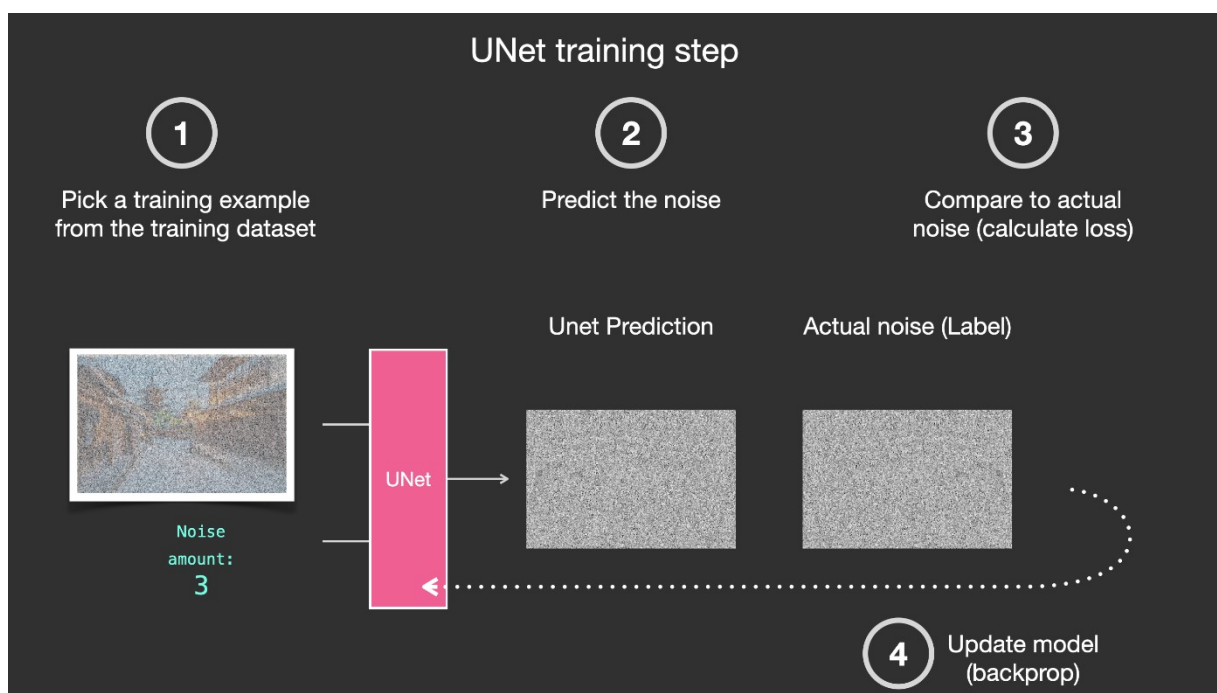 UNet training step
1
Pick a training example
from the training dataset
2
Predict the noise
3
Compare to actual
noise (calculate loss)
Unet Prediction
Actual noise (Label)
UNet
Noise
amount:
3
4
Update model
(backprop)